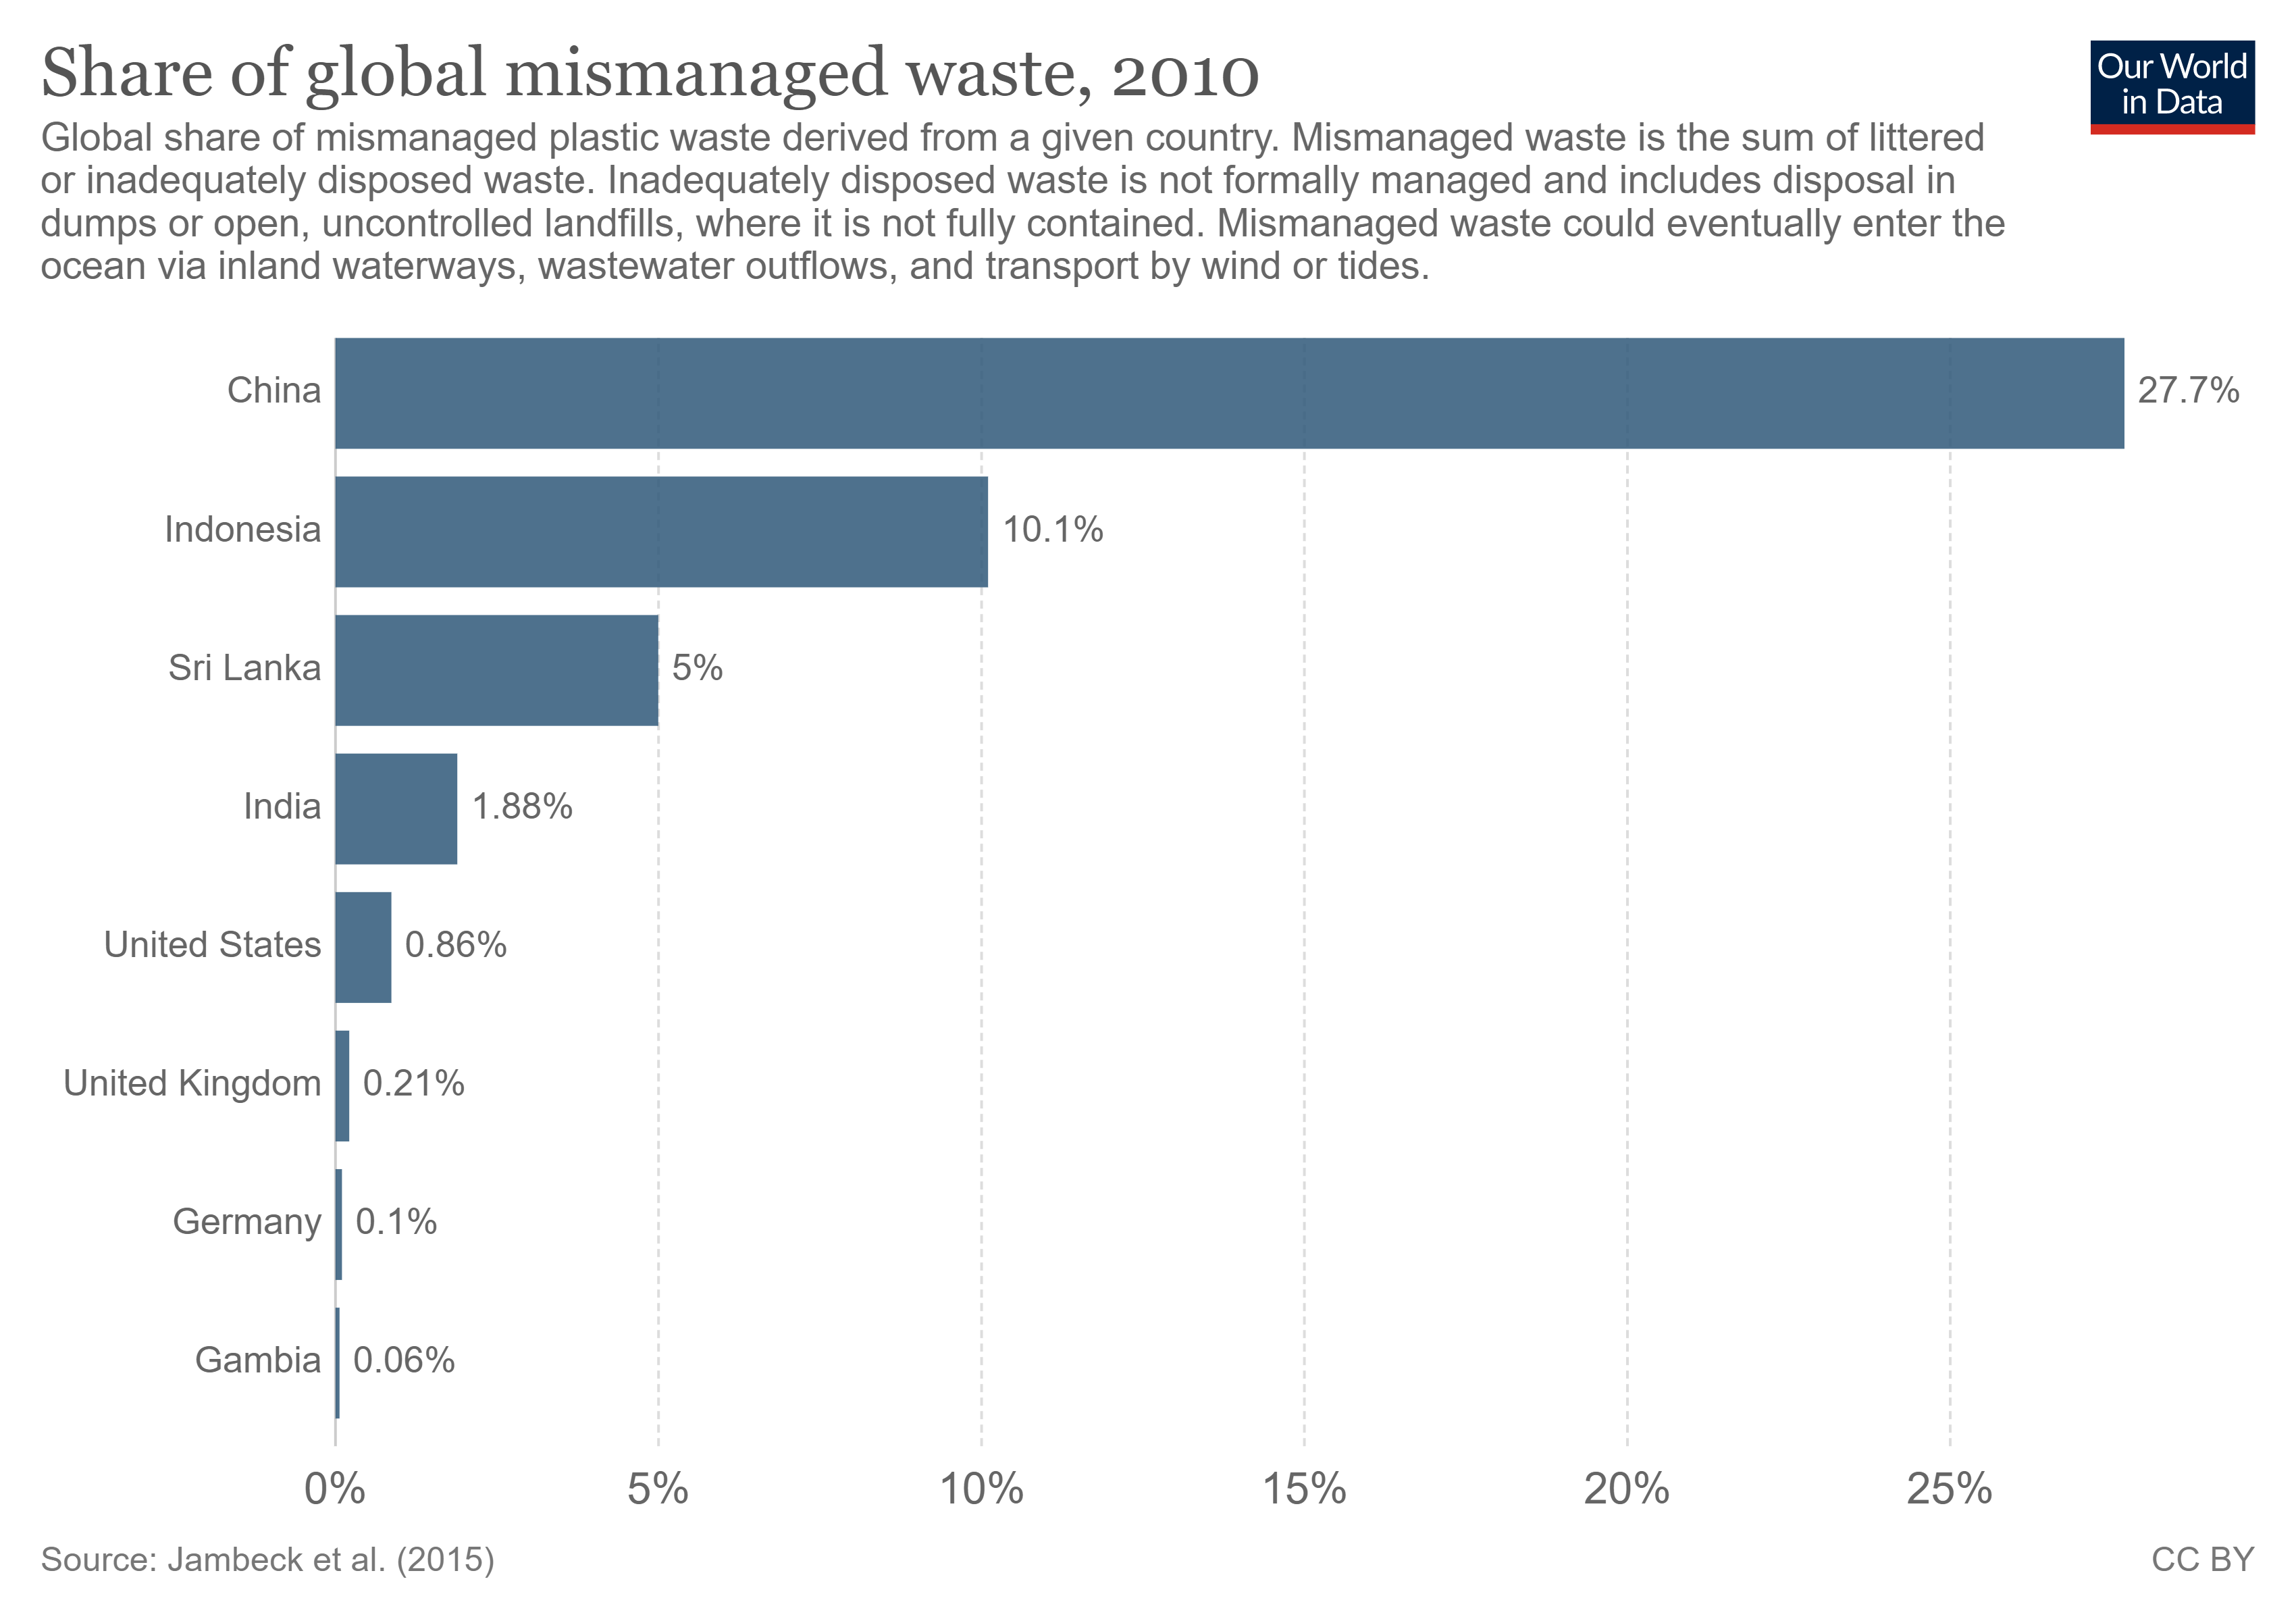 Share of global mismanaged waste, 2010
Our World
in Data
Global share of mismanaged plastic waste derived from a given country. Mismanaged waste is the sum of littered
or inadequately disposed waste. Inadequately disposed waste is not formally managed and includes disposal in
dumps or open, uncontrolled landfills, where it is not fully contained. Mismanaged waste could eventually enter the
ocean via inland waterways, wastewater outflows, and transport by wind or tides.
China 27.7%
Indonesia 10.1%
Sri Lanka 5%
India 1.88%
United States 0.86%
United Kingdom 0.21%
Germany 0.1%
Gambia 0.06%
0% 5% 10% 15% 20% 25%
Source: Jambeck et al. (2015) CC BY